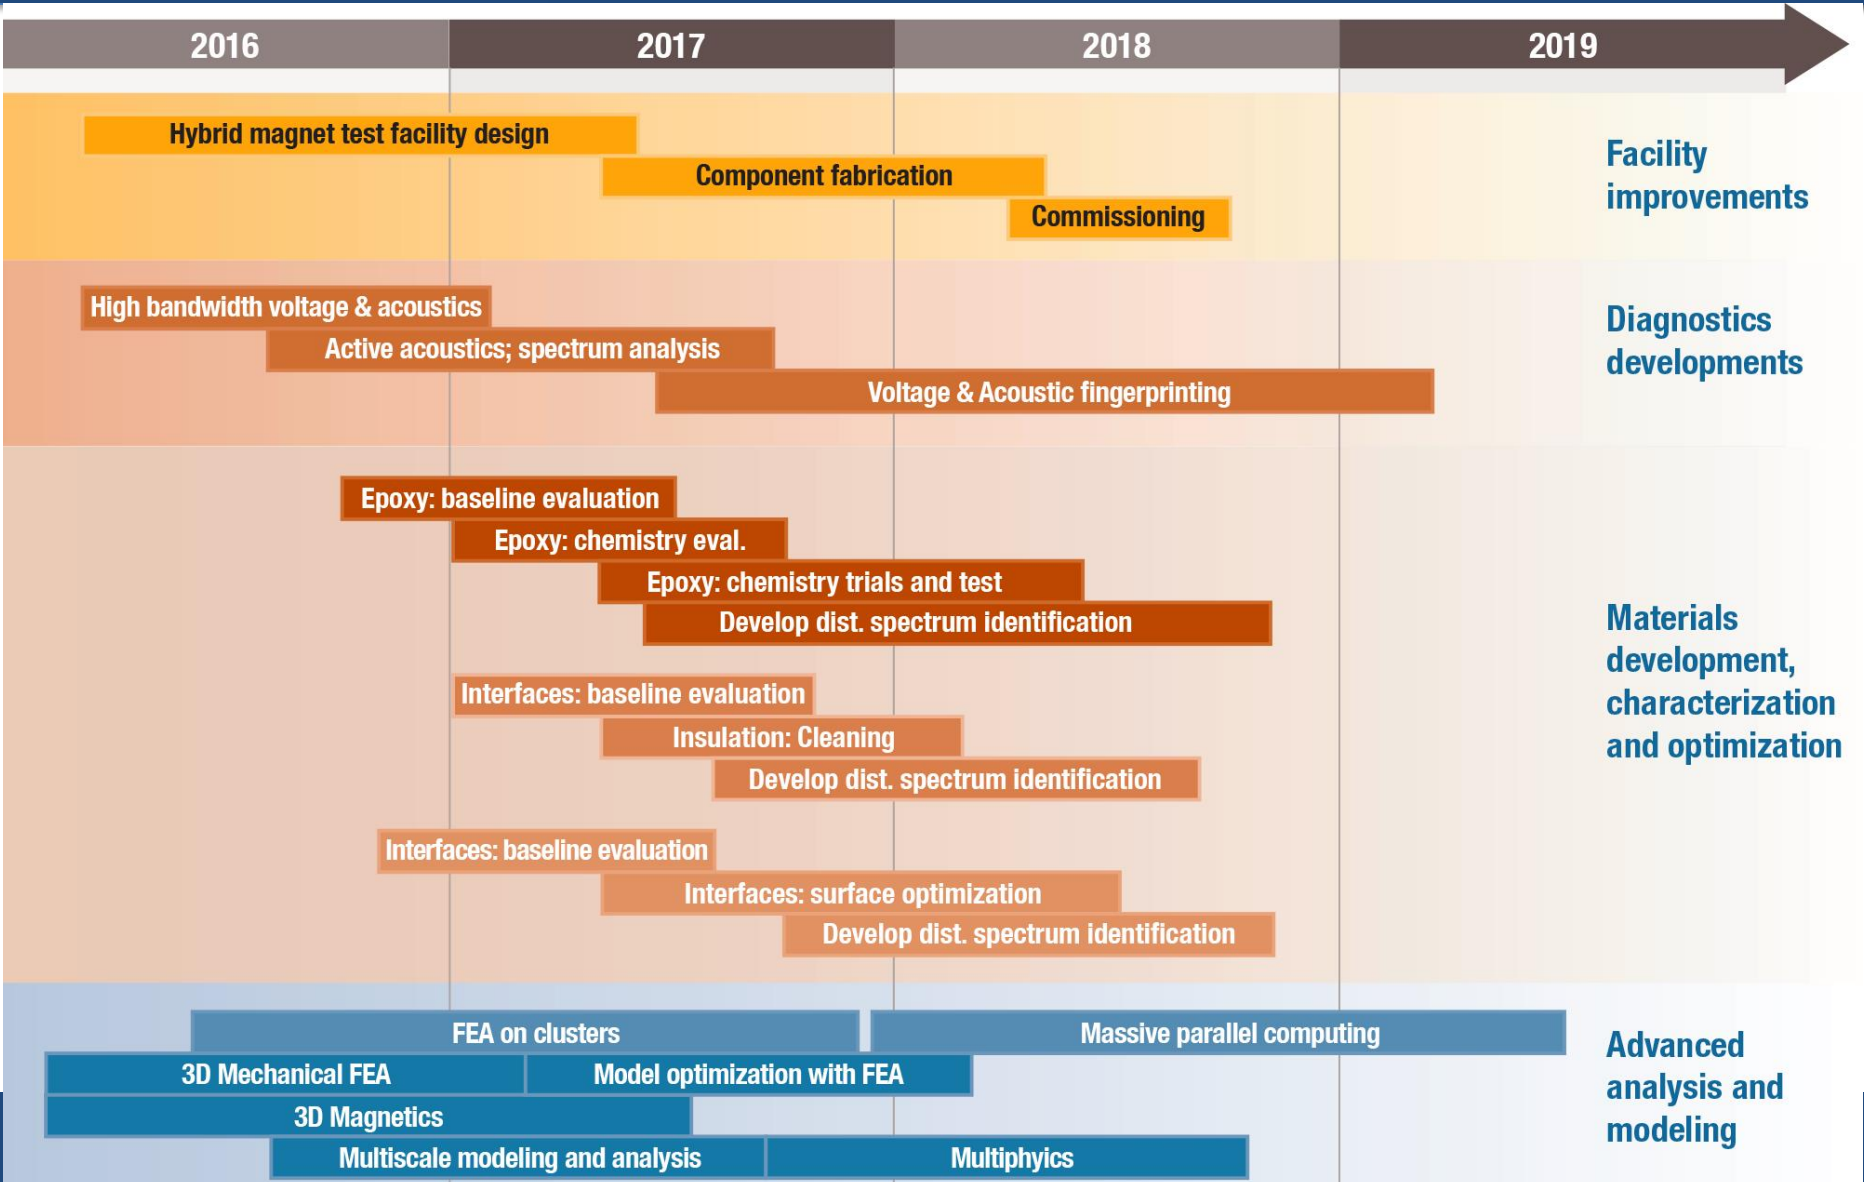 2016 2017 2018 2019
Hybrid magnet test facility design
Component fabrication
Commissioning
Facility
improvements
High bandwidth voltage & acoustics
Active acoustics; spectrum analysis
Voltage & Acoustic fingerprinting
Diagnostics
developments
Epoxy: baseline evaluation
Epoxy: chemistry eval.
Epoxy: chemistry trials and test
Develop dist. spectrum identification
Interfaces: baseline evaluation
Insulation: Cleaning
Develop dist. spectrum identification
Interfaces: baseline evaluation
Interfaces: surface optimization
Develop dist. spectrum identification
Materials
development,
characterization
and optimization
FEA on clusters Massive parallel computing
3D Mechanical FEA Model optimization with FEA
3D Magnetics
Multiscale modeling and analysis Multiphyics
Advanced
analysis and
modeling